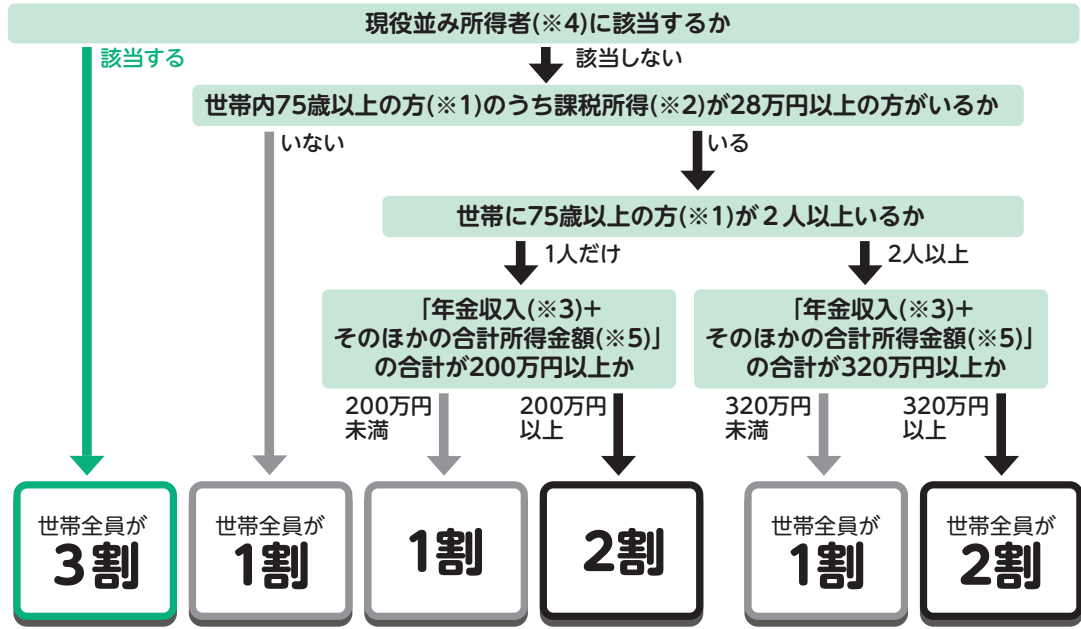 現役並み所得者(※4)に該当するか
該当する
該当しない
世帯内75歳以上の方(※1)のうち課税所得(※2)が28万円以上の方がいるか
いない
いる
世帯に75歳以上の方(※1)が2人以上いるか
1人だけ
2人以上
「年金収入(※3)+
そのほかの合計所得金額(※5)」
の合計が200万円以上か
「年金収入(※3)+
そのほかの合計所得金額(※5)」
の合計が320万円以上か
200万円
未満
200万円
以上
320万円
未満
320万円
以上
世帯全員が
3割
世帯全員が
1割
1割
2割
世帯全員が
1割
世帯全員が
2割